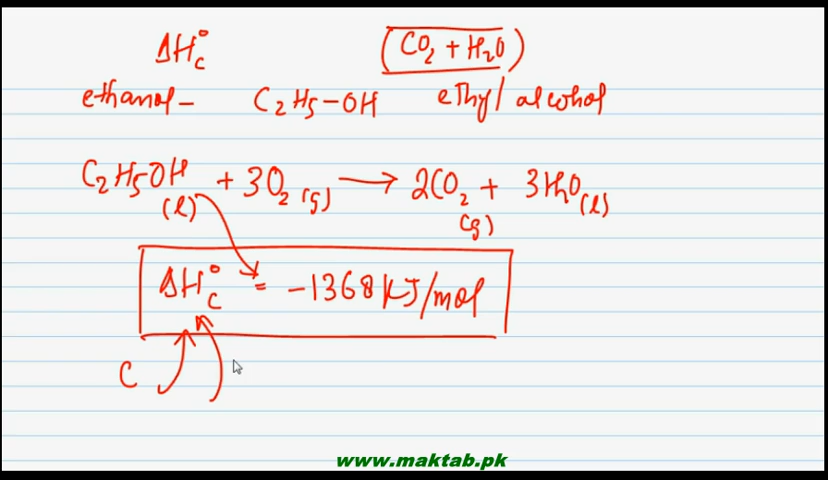 ΔH°c (CO2 + H2O)
ethanol - C2H5-OH ethyl alcohol
C2H5OH(l) + 3O2(g) → 2CO2(g) + 3H2O(l)
ΔH°c = -1368 KJ/mol
C
www.maktab.pk